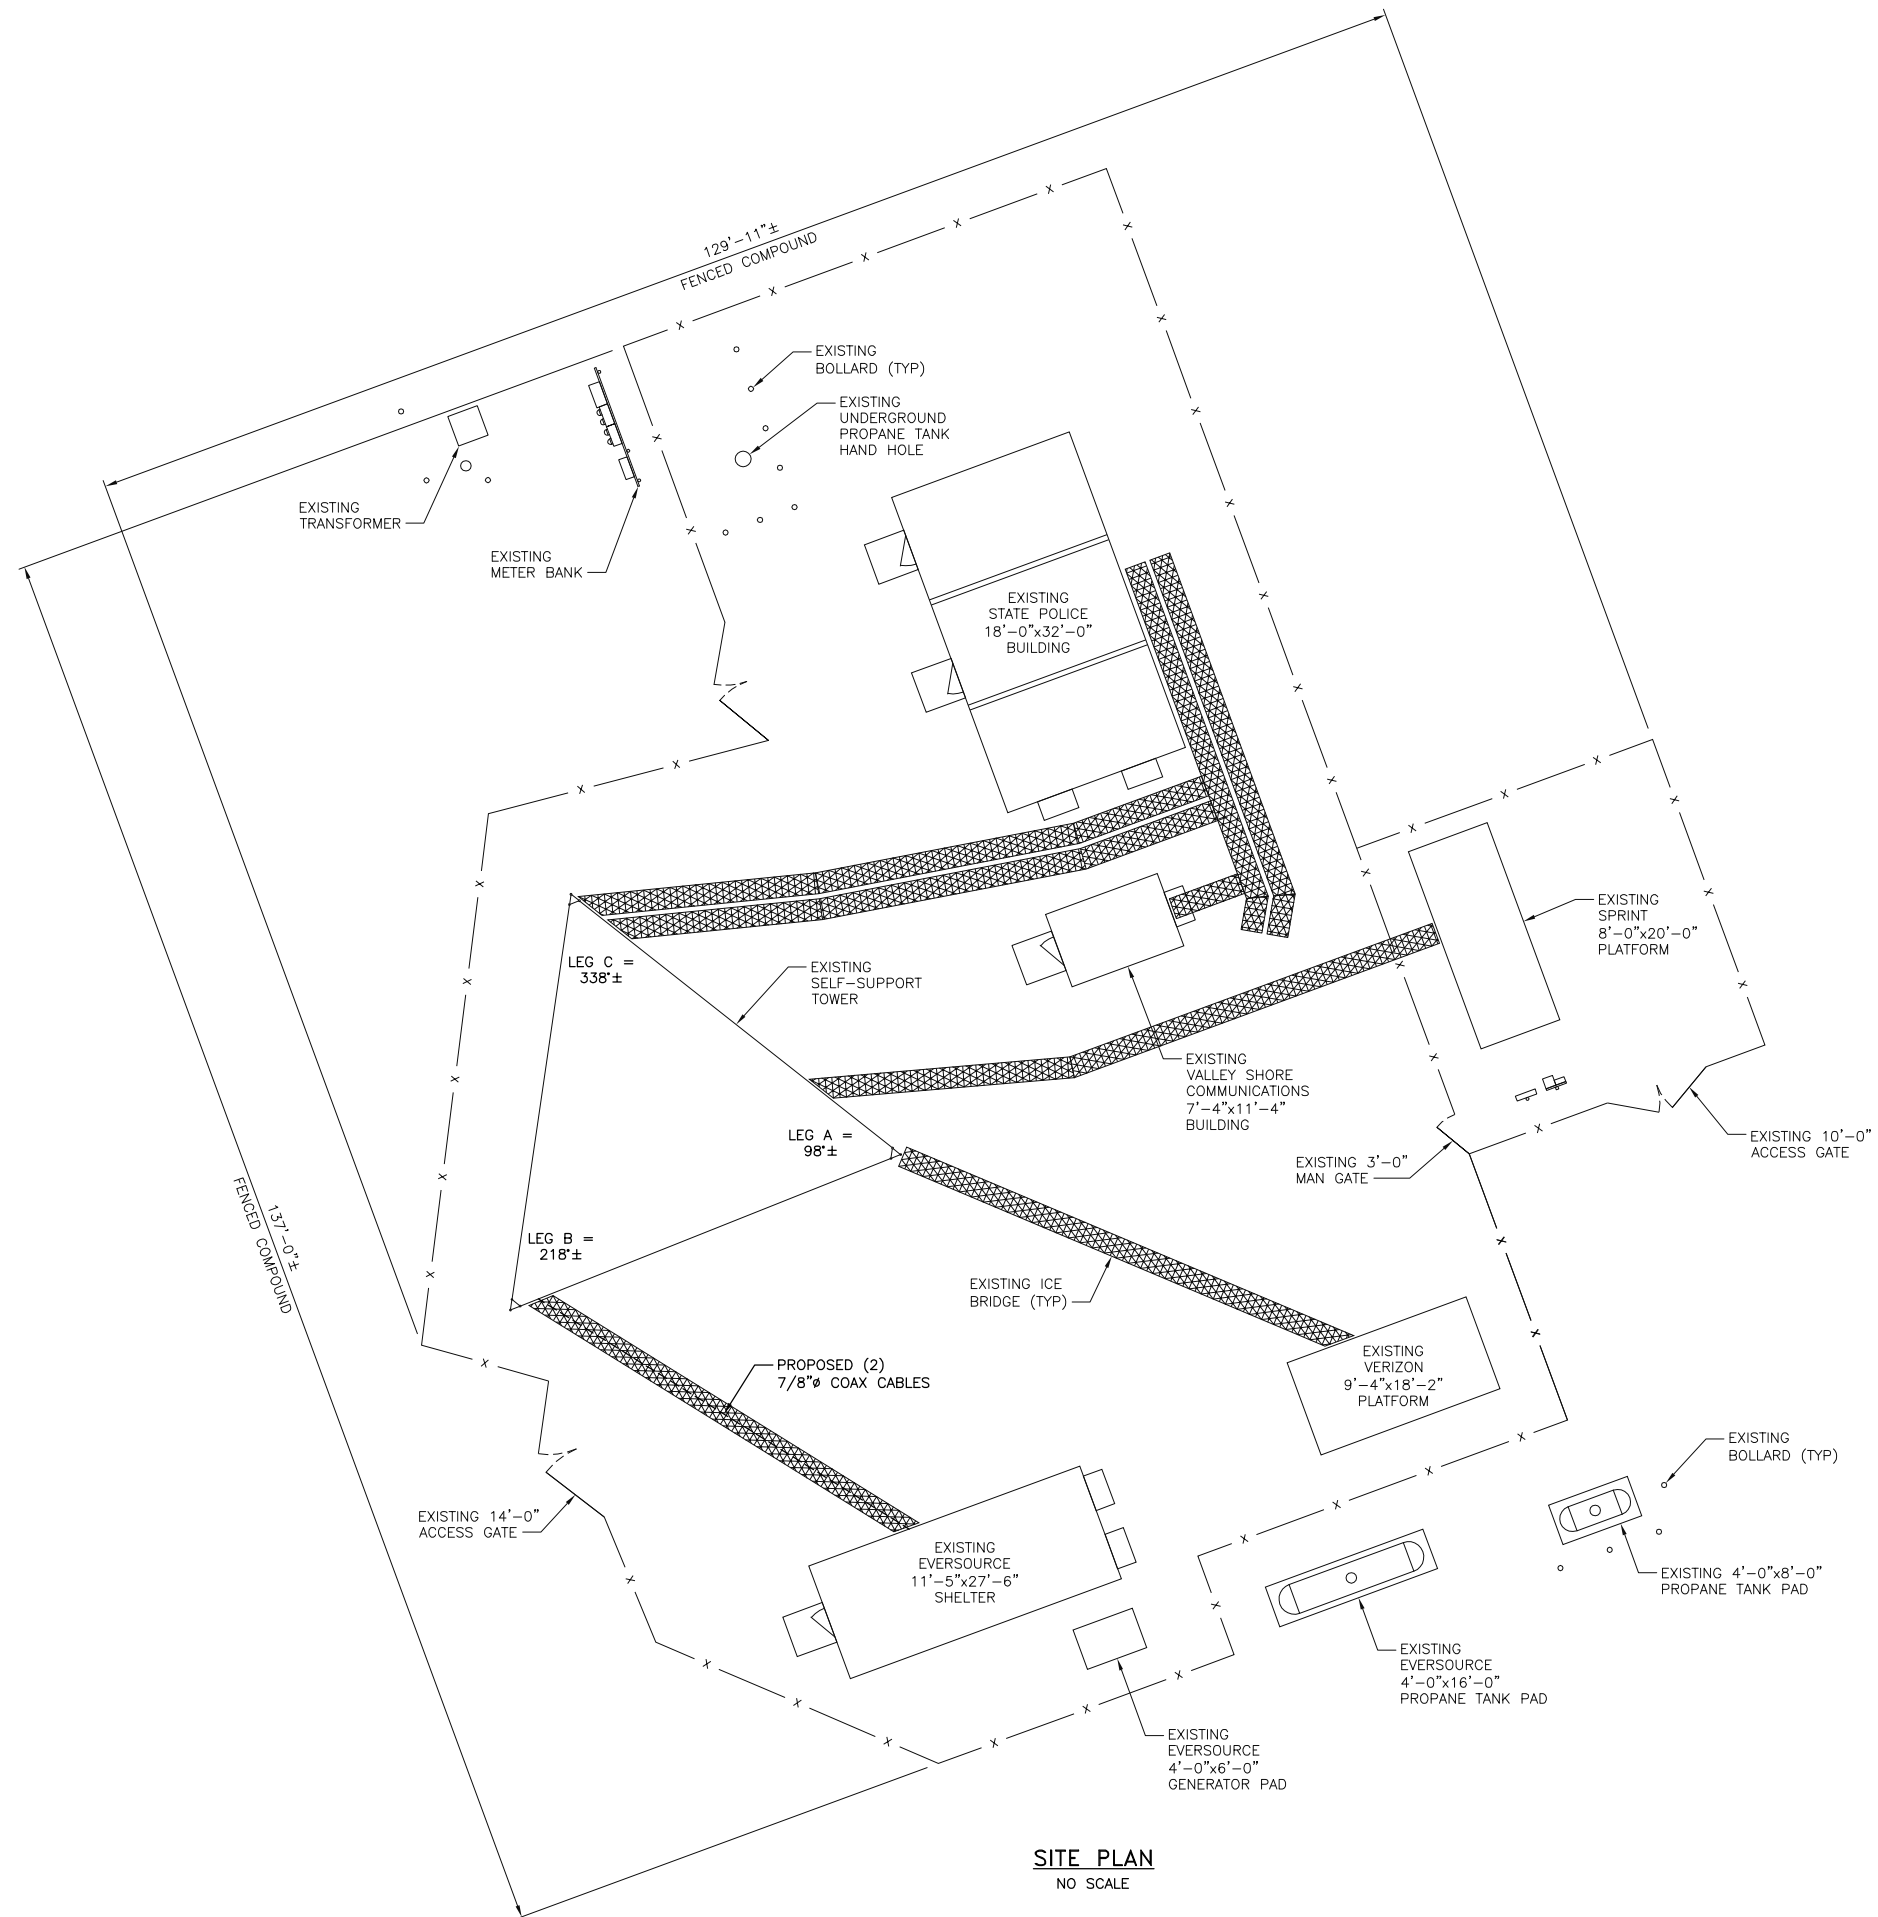 129'-11"±
FENCED COMPOUND
EXISTING
BOLLARD (TYP)
EXISTING
UNDERGROUND
PROPANE TANK
HAND HOLE
EXISTING
TRANSFORMER
EXISTING
METER BANK
EXISTING
STATE POLICE
18'-0"x32'-0"
BUILDING
EXISTING
SPRINT
8'-0"x20'-0"
PLATFORM
LEG C =
338°±
EXISTING
SELF-SUPPORT
TOWER
EXISTING
VALLEY SHORE
COMMUNICATIONS
7'-4"x11'-4"
BUILDING
LEG A =
98°±
EXISTING 10'-0"
ACCESS GATE
EXISTING 3'-0"
MAN GATE
137'-0"±
FENCED COMPOUND
LEG B =
218°±
EXISTING ICE
BRIDGE (TYP)
PROPOSED (2)
7/8"ø COAX CABLES
EXISTING
VERIZON
9'-4"x18'-2"
PLATFORM
EXISTING
BOLLARD (TYP)
EXISTING 14'-0"
ACCESS GATE
EXISTING
EVERSOURCE
11'-5"x27'-6"
SHELTER
EXISTING 4'-0"x8'-0"
PROPANE TANK PAD
EXISTING
EVERSOURCE
4'-0"x16'-0"
PROPANE TANK PAD
EXISTING
EVERSOURCE
4'-0"x6'-0"
GENERATOR PAD
SITE PLAN
NO SCALE